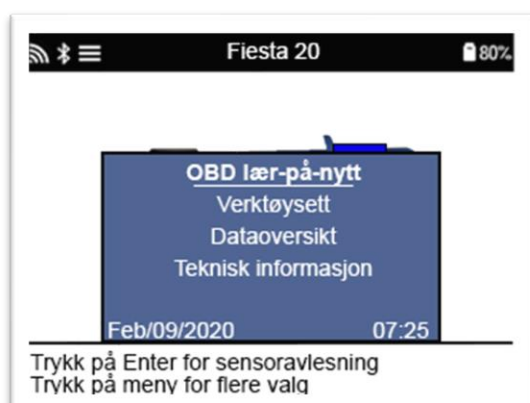 Fiesta 20 80%
OBD lær-på-nytt
Verktøysett
Dataoversikt
Teknisk informasjon
Feb/09/2020 07:25
Trykk på Enter for sensoravlesning
Trykk på meny for flere valg